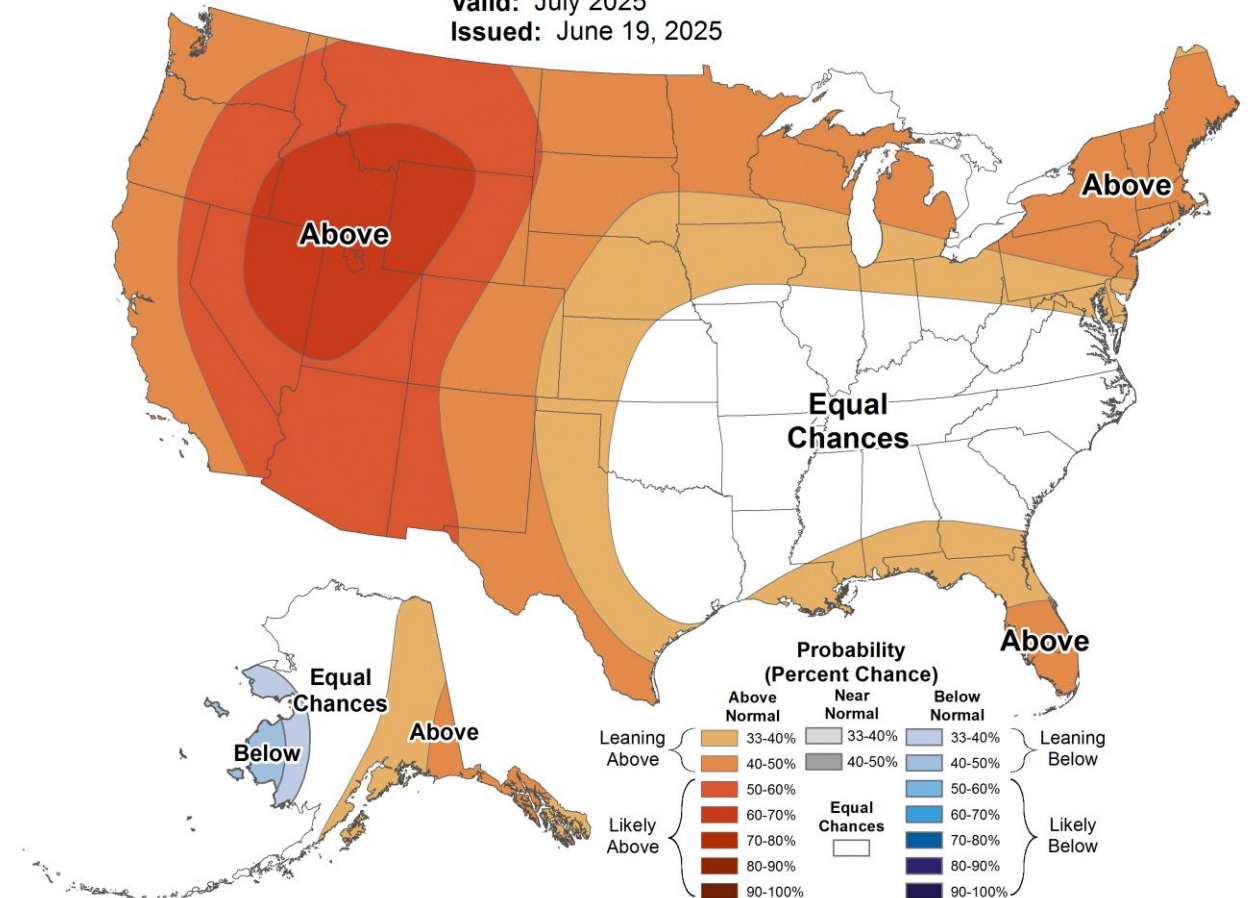 Valid: July 2025
Issued: June 19, 2025
Above
Above
Equal
Chances
Above
Equal
Chances
Above
Below
Probability
(Percent Chance)
Above
Normal
Near
Normal
Below
Normal
Leaning
Above
33-40%
33-40%
33-40%
Leaning
Below
40-50%
40-50%
40-50%
Likely
Above
50-60%
50-60%
60-70%
Equal
Chances
60-70%
Likely
Below
70-80%
70-80%
80-90%
80-90%
90-100%
90-100%